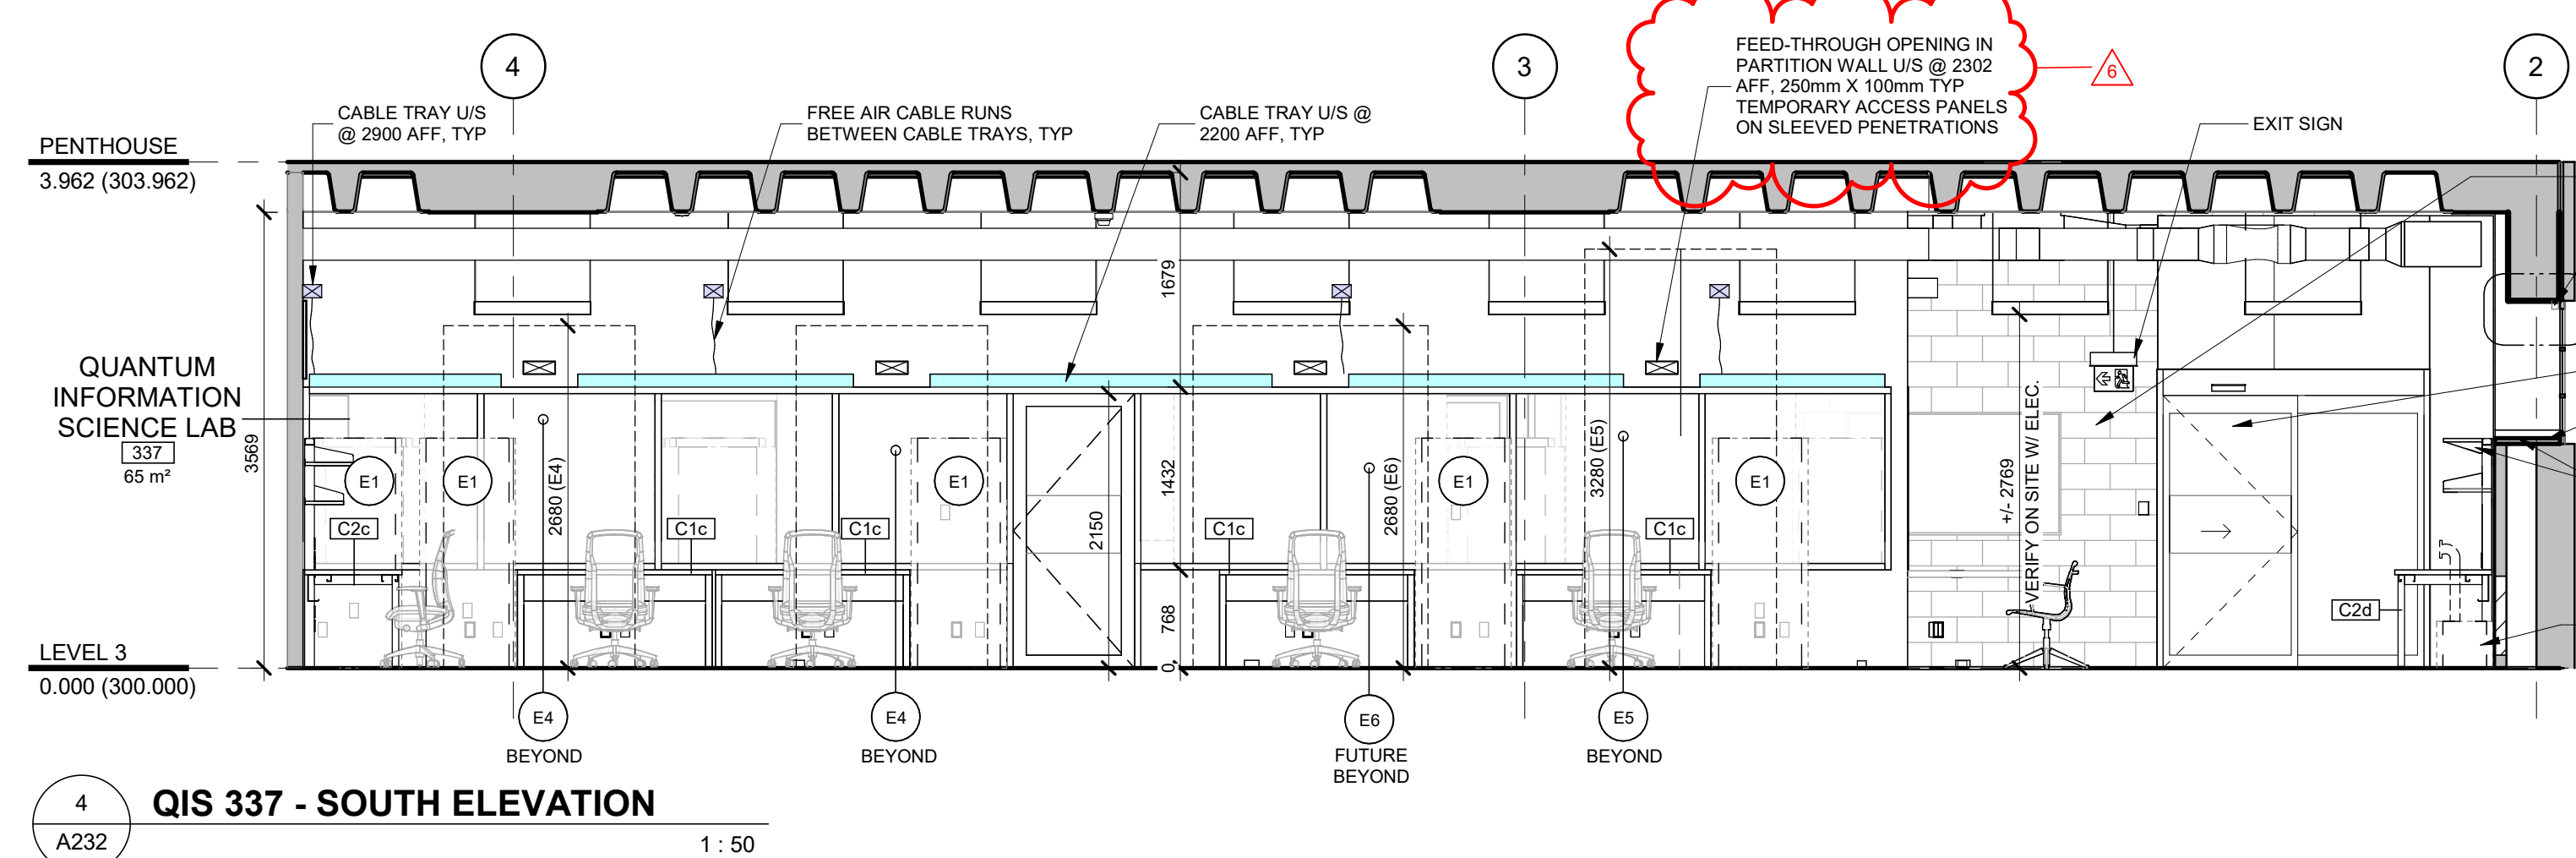 4
3
2
FEED-THROUGH OPENING IN
PARTITION WALL U/S @ 2302
AFF, 250mm X 100mm TYP
TEMPORARY ACCESS PANELS
ON SLEEVED PENETRATIONS
6
CABLE TRAY U/S
@ 2900 AFF, TYP
FREE AIR CABLE RUNS
BETWEEN CABLE TRAYS, TYP
CABLE TRAY U/S @
2200 AFF, TYP
EXIT SIGN
PENTHOUSE
3.962 (303.962)
QUANTUM
INFORMATION
SCIENCE LAB
337
65 m²
3569
1679
1432
768
0
2150
2680 (E4)
2680 (E6)
3280 (E5)
+/- 2769
VERIFY ON SITE W/ ELEC.
E1
E1
E1
E1
E1
C2c
C1c
C1c
C1c
C1c
C2d
LEVEL 3
0.000 (300.000)
E4
BEYOND
E4
BEYOND
E6
FUTURE
BEYOND
E5
BEYOND
4
A232
QIS 337 - SOUTH ELEVATION
1 : 50